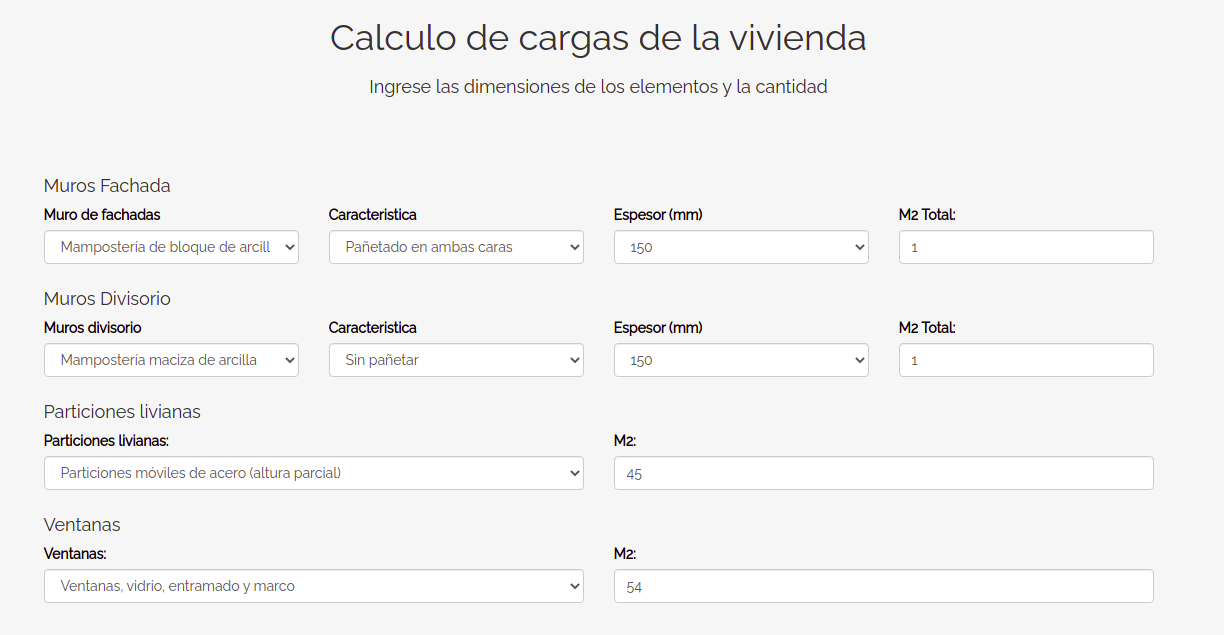 Calculo de cargas de la vivienda
Ingrese las dimensiones de los elementos y la cantidad
Muros Fachada
Muro de fachadas Caracteristica Espesor (mm) M2 Total:
Mampostería de bloque de arcill Pañetado en ambas caras 150 1
Muros Divisorio
Muros divisorio Caracteristica Espesor (mm) M2 Total:
Mampostería maciza de arcilla Sin pañetar 150 1
Particiones livianas
Particiones livianas: M2:
Particiones móviles de acero (altura parcial) 45
Ventanas
Ventanas: M2:
Ventanas, vidrio, entramado y marco 54